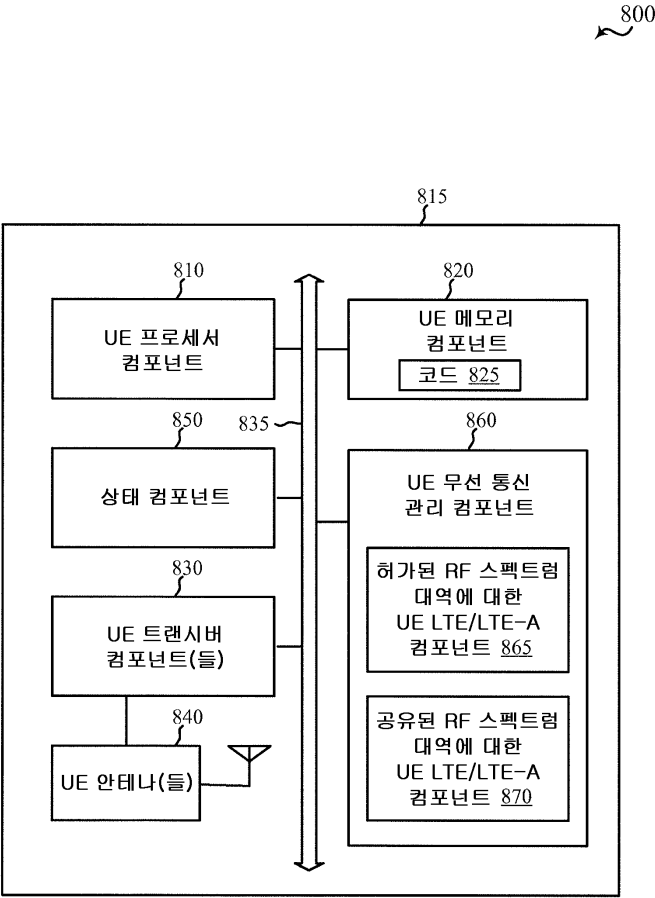 800
815
810
UE 프로세서
컴포넌트
820
UE 메모리
컴포넌트
코드 825
835
850
상태 컴포넌트
860
UE 무선 통신
관리 컴포넌트
830
UE 트랜시버
컴포넌트(들)
허가된 RF 스펙트럼
대역에 대한
UE LTE/LTE-A
컴포넌트 865
840
UE 안테나(들)
공유된 RF 스펙트럼
대역에 대한
UE LTE/LTE-A
컴포넌트 870